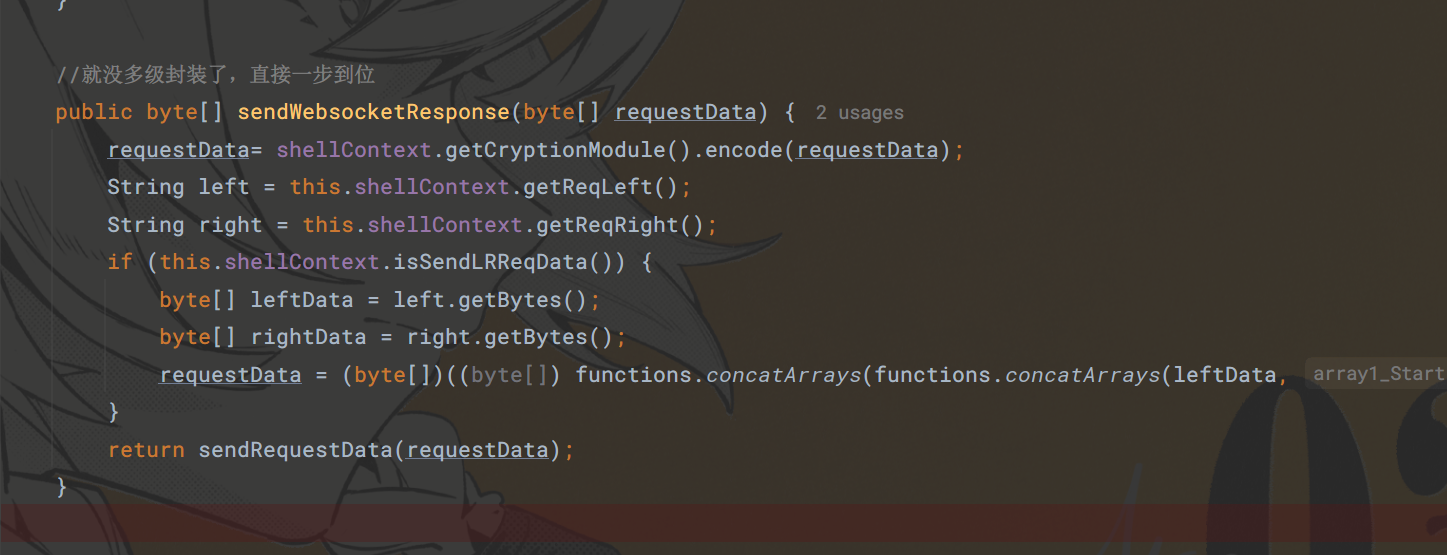 }
//就没多级封装了，直接一步到位
public byte[] sendWebsocketResponse(byte[] requestData) { 2 usages
requestData= shellContext.getCryptionModule().encode(requestData);
String left = this.shellContext.getReqLeft();
String right = this.shellContext.getReqRight();
if (this.shellContext.isSendLRReqData()) {
byte[] leftData = left.getBytes();
byte[] rightData = right.getBytes();
requestData = (byte[])((byte[]) functions.concatArrays(functions.concatArrays(leftData, array1_Start
}
return sendRequestData(requestData);
}